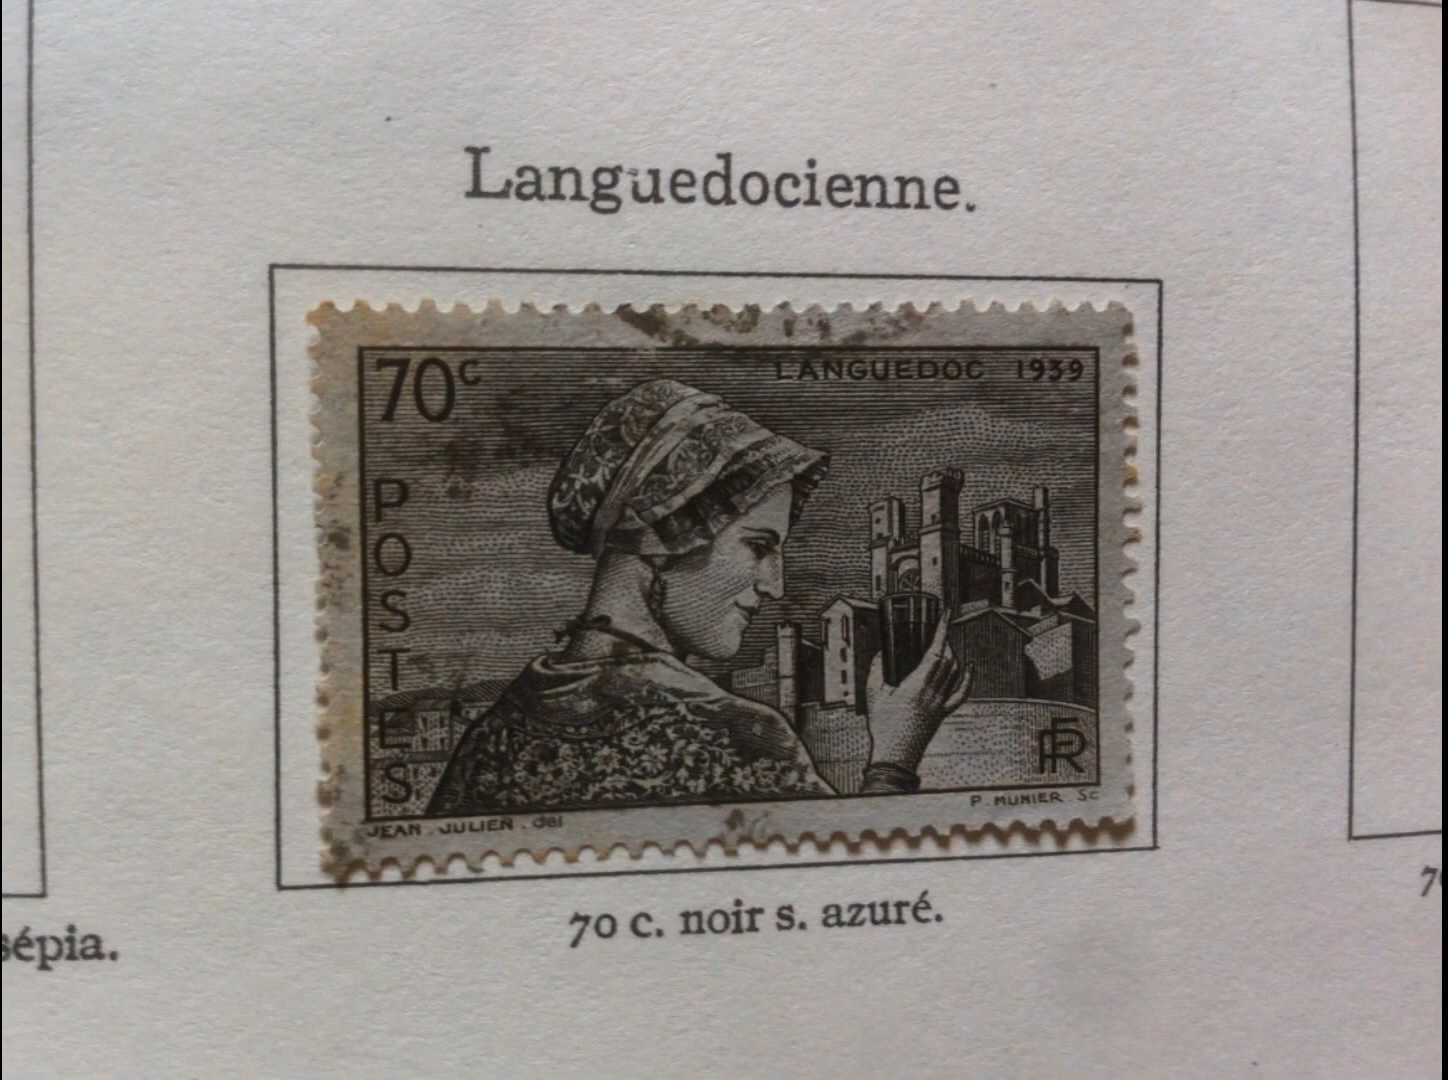 Languedocienne.
70c
LANGUEDOC 1939
POSTES
RF
JEAN . JULIEN . del
P. MUNIER . Sc
70 c. noir s. azuré.
sépia.